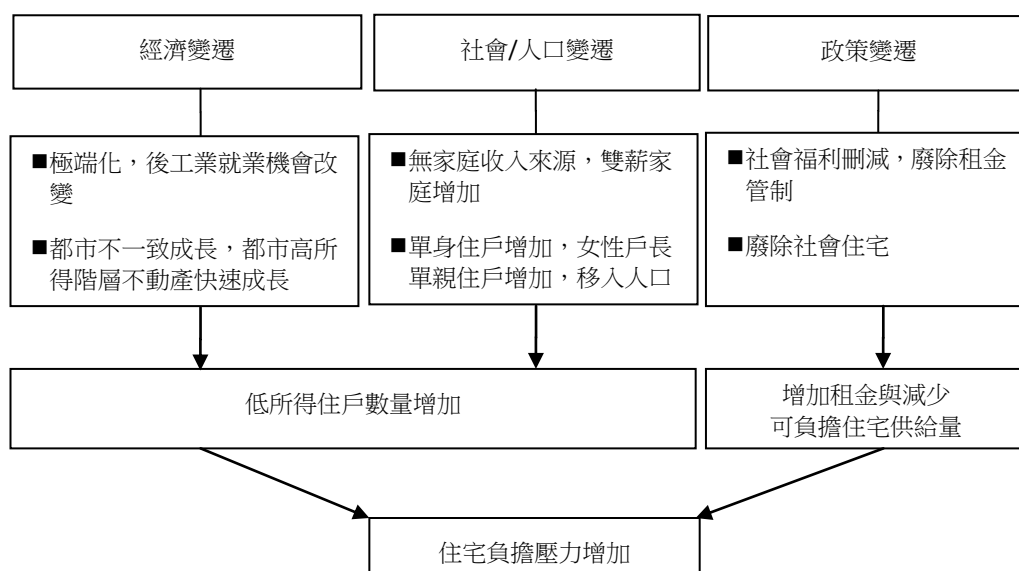 經濟變遷
社會/人口變遷
政策變遷
■極端化，後工業就業機會改
變
■都市不一致成長，都市高所
得階層不動產快速成長
■無家庭收入來源，雙薪家
庭增加
■單身住戶增加，女性戶長
單親住戶增加，移入人口
■社會福利刪減，廢除租金
管制
■廢除社會住宅
低所得住戶數量增加
增加租金與減少
可負擔住宅供給量
住宅負擔壓力增加